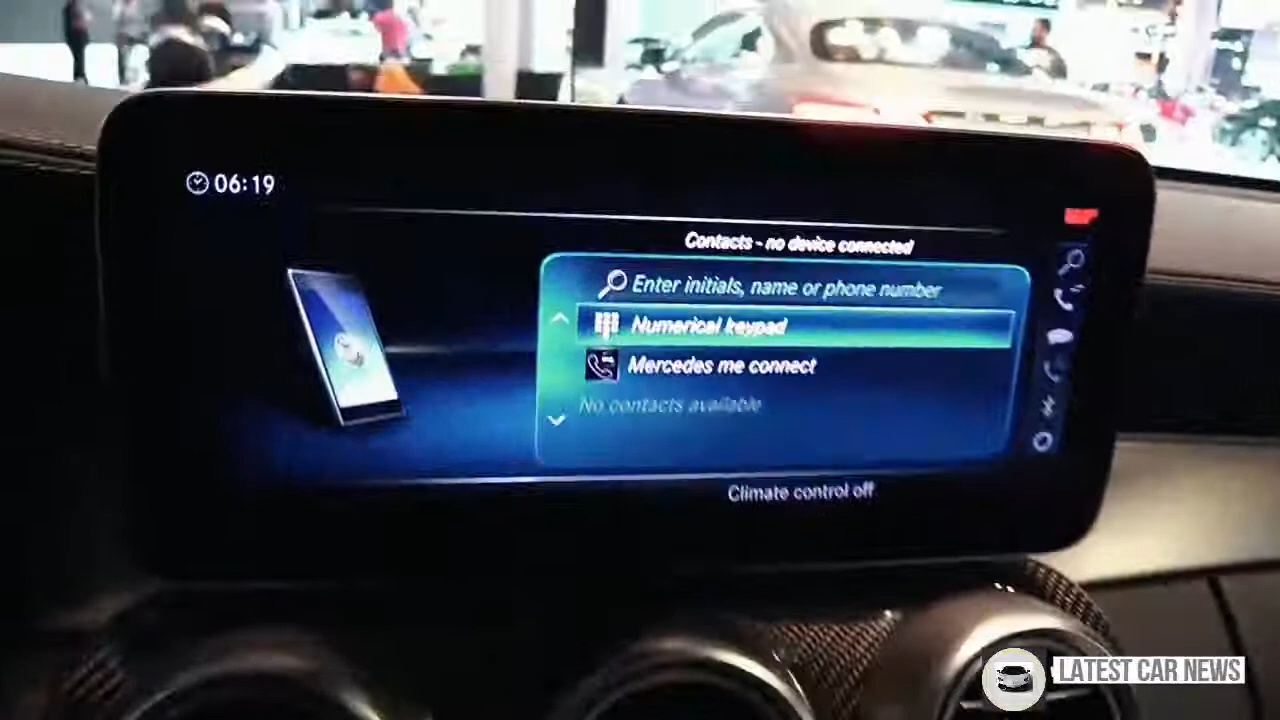 06:19
Contacts - no device connected
Enter initials, name or phone number
Numerical keypad
Mercedes me connect
No contacts available
Climate control off
LATEST CAR NEWS